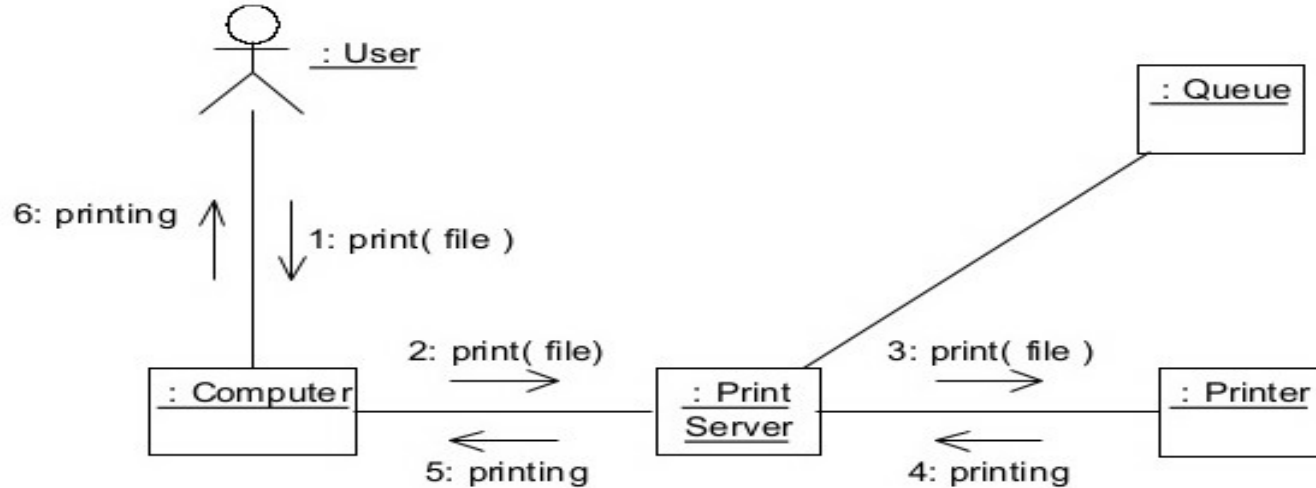 : User
: Queue
6: printing
1: print( file )
2: print( file)
3: print( file )
: Computer
: Print
Server
: Printer
5: printing
4: printing